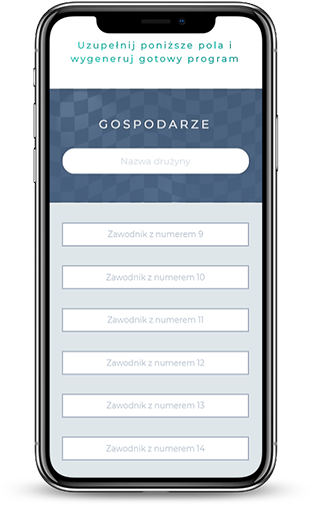 Uzupełnij poniższe pola i
wygeneruj gotowy program
GOSPODARZE
Nazwa drużyny
Zawodnik z numerem 9
Zawodnik z numerem 10
Zawodnik z numerem 11
Zawodnik z numerem 12
Zawodnik z numerem 13
Zawodnik z numerem 14